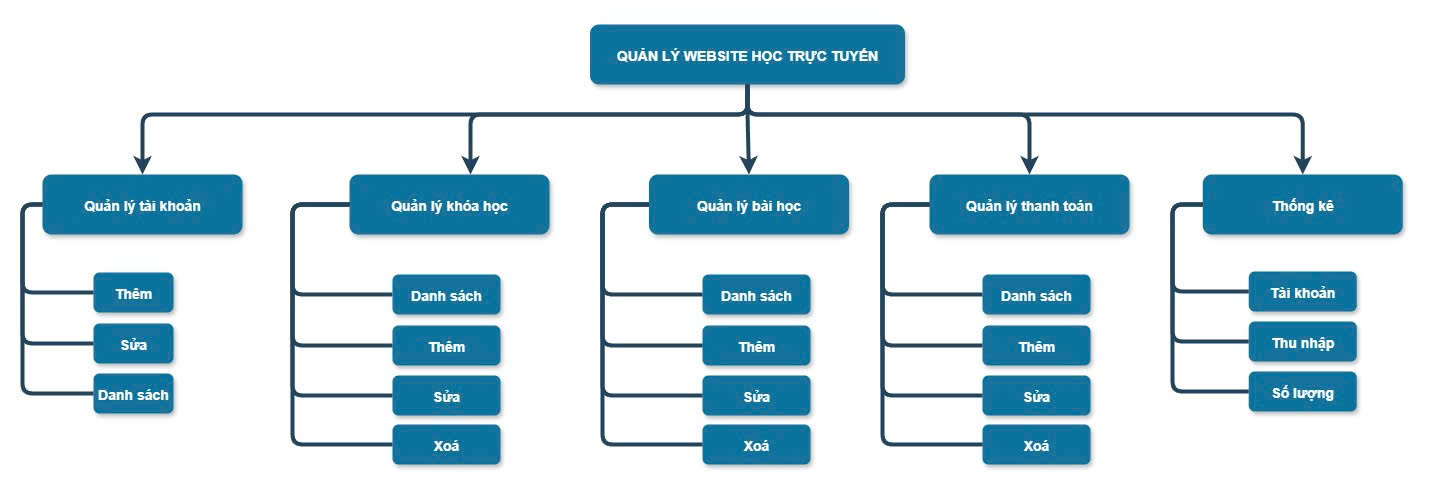 QUẢN LÝ WEBSITE HỌC TRỰC TUYẾN
Quản lý tài khoản
Quản lý khóa học
Quản lý bài học
Quản lý thanh toán
Thống kê
Thêm
Sửa
Danh sách
Danh sách
Thêm
Sửa
Xoá
Danh sách
Thêm
Sửa
Xoá
Danh sách
Thêm
Sửa
Xoá
Tài khoản
Thu nhập
Số lượng